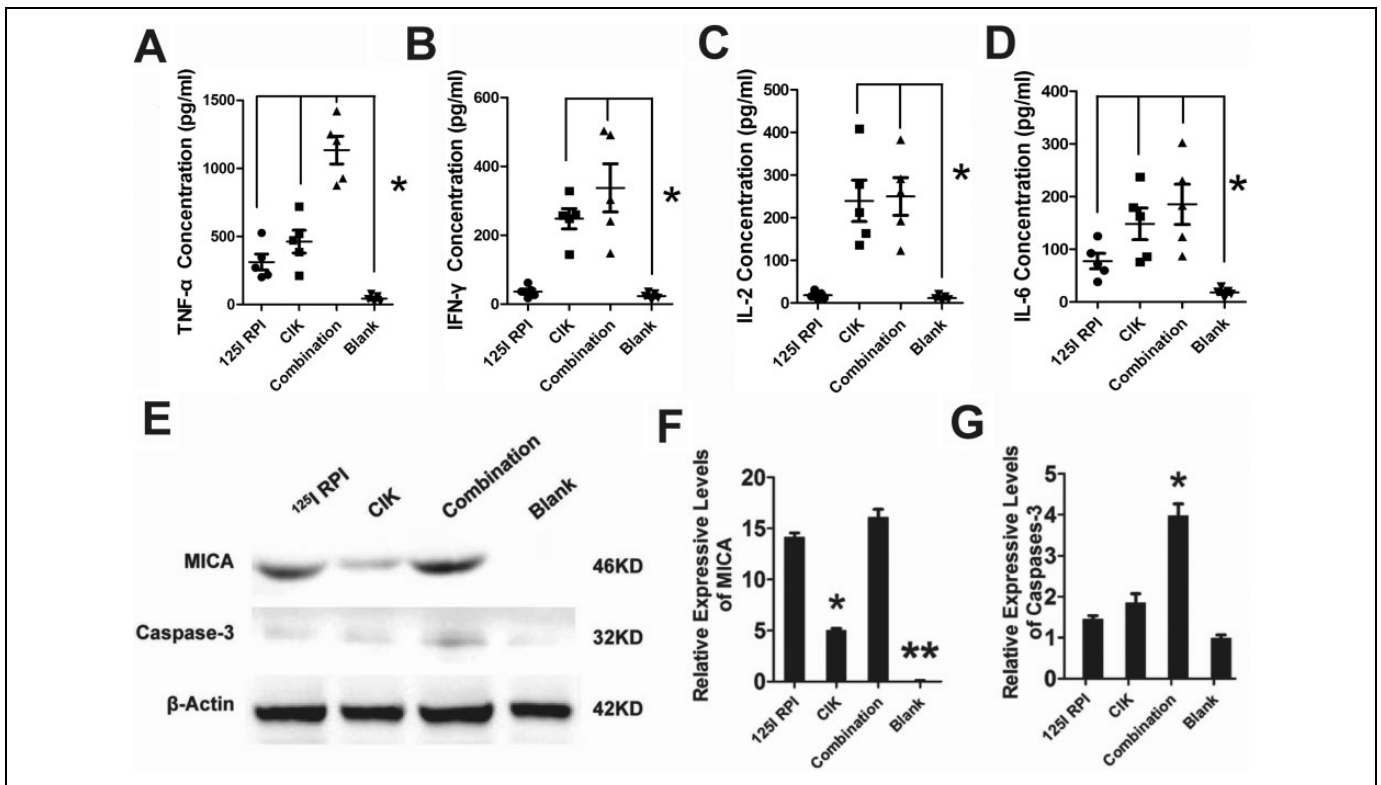 A
TNF-α Concentration (pg/ml)
1500
1000
500
0
*
125I RPI
CIK
Combination
Blank
B
IFN-γ Concentration (pg/ml)
600
400
200
0
*
125I RPI
CIK
Combination
Blank
C
IL-2 Concentration (pg/ml)
500
400
300
200
100
0
*
125I RPI
CIK
Combination
Blank
D
IL-6 Concentration (pg/ml)
400
300
200
100
0
*
125I RPI
CIK
Combination
Blank
E
¹²⁵I RPI
CIK
Combination
Blank
MICA
46KD
Caspase-3
32KD
β-Actin
42KD
F
Relative Expressive Levels
of MICA
20
15
10
5
0
*
**
125I RPI
CIK
Combination
Blank
G
Relative Expressive Levels
of Caspases-3
5
4
3
2
1
0
*
125I RPI
CIK
Combination
Blank